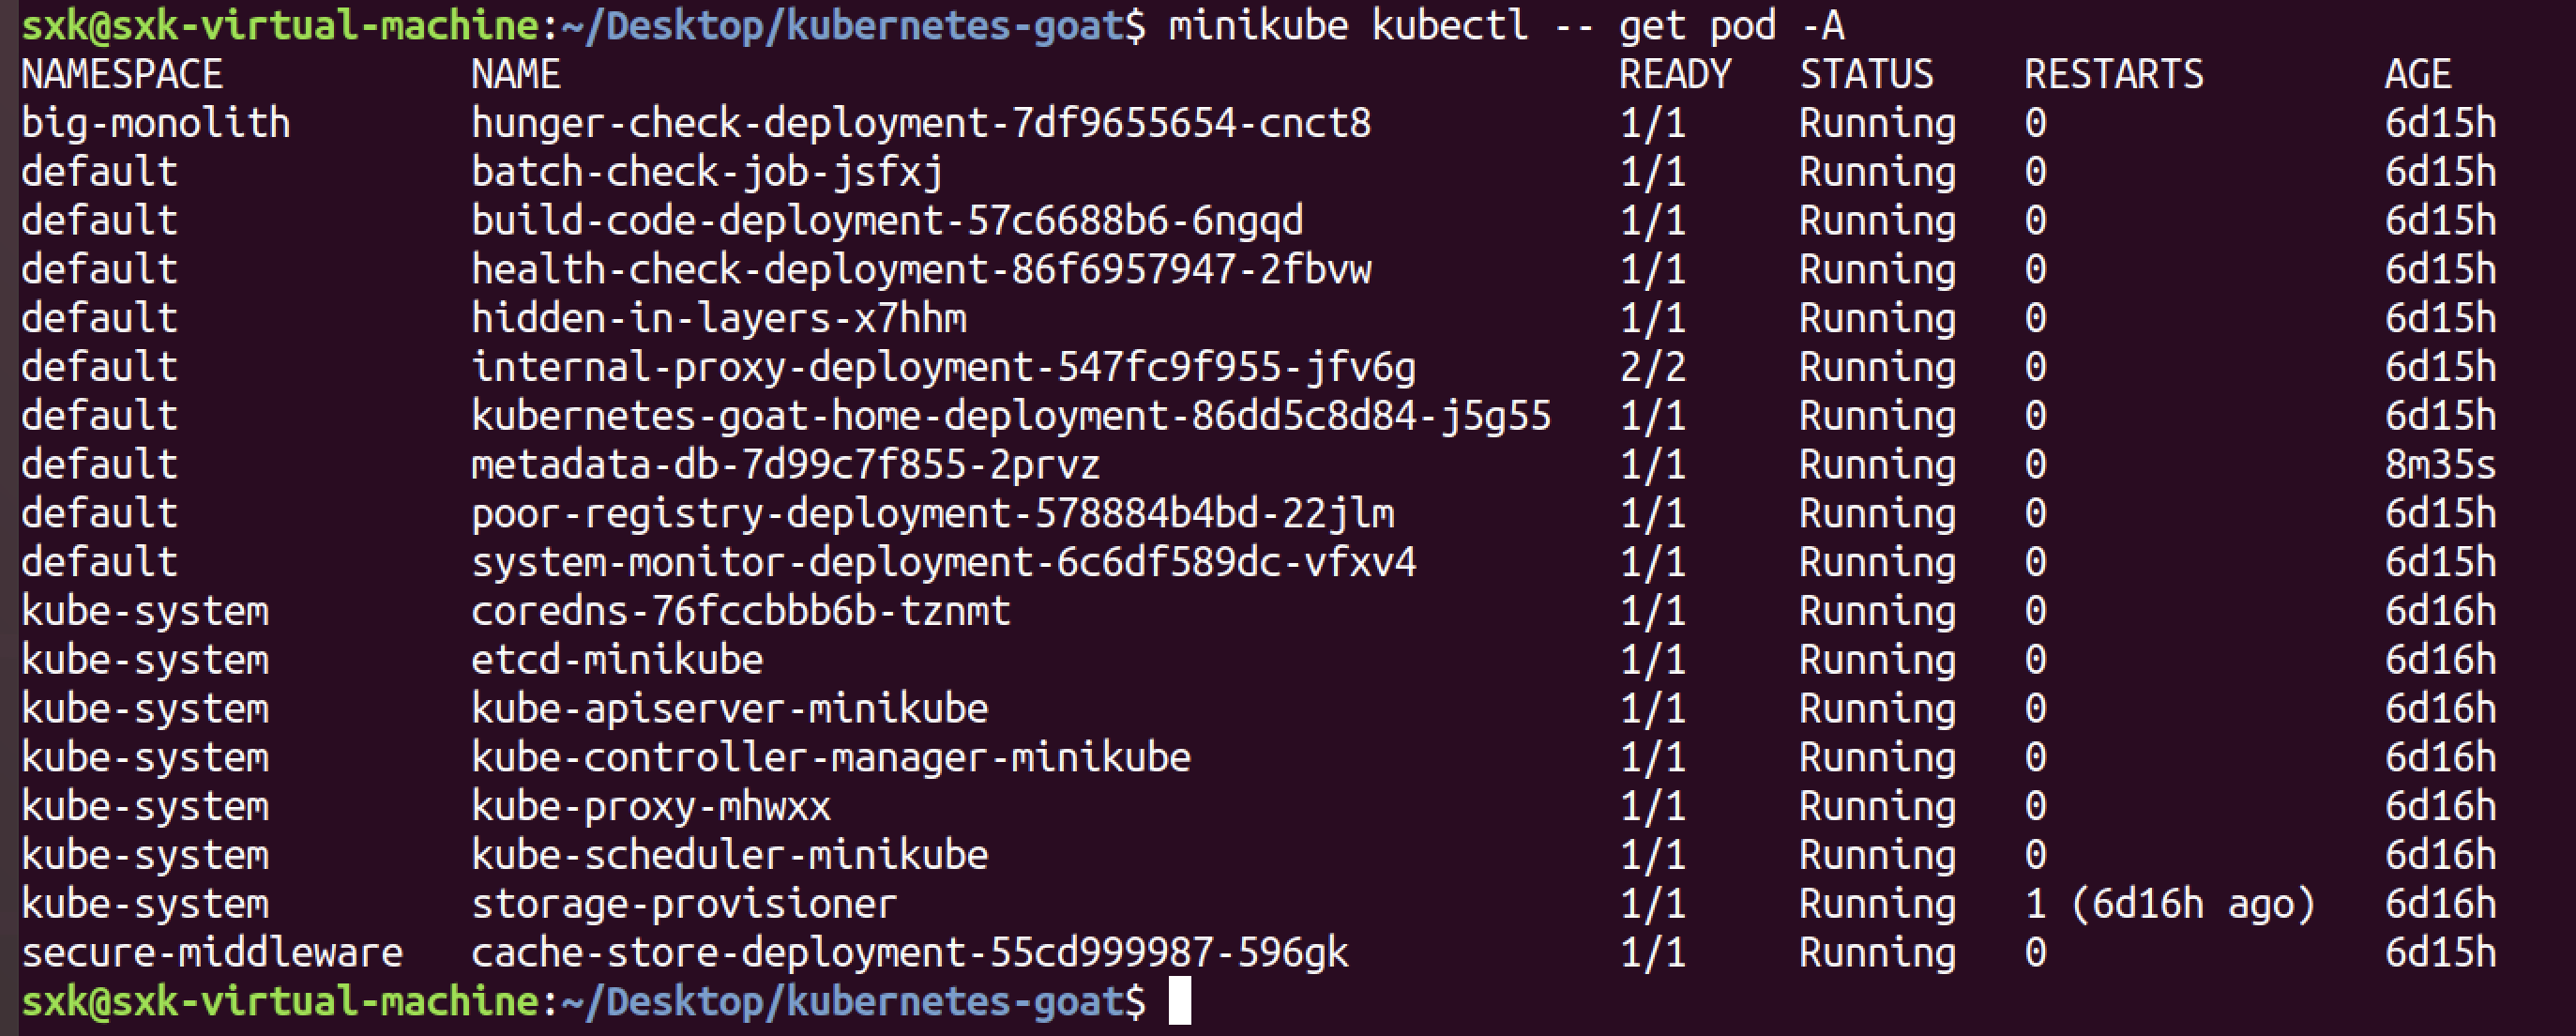 sxk@sxk-virtual-machine:~/Desktop/kubernetes-goat$ minikube kubectl -- get pod -A
NAMESPACE NAME READY STATUS RESTARTS AGE
big-monolith hunger-check-deployment-7df9655654-cnct8 1/1 Running 0 6d15h
default batch-check-job-jsfxj 1/1 Running 0 6d15h
default build-code-deployment-57c6688b6-6ngqd 1/1 Running 0 6d15h
default health-check-deployment-86f6957947-2fbvw 1/1 Running 0 6d15h
default hidden-in-layers-x7hhm 1/1 Running 0 6d15h
default internal-proxy-deployment-547fc9f955-jfv6g 2/2 Running 0 6d15h
default kubernetes-goat-home-deployment-86dd5c8d84-j5g55 1/1 Running 0 6d15h
default metadata-db-7d99c7f855-2prvz 1/1 Running 0 8m35s
default poor-registry-deployment-578884b4bd-22jlm 1/1 Running 0 6d15h
default system-monitor-deployment-6c6df589dc-vfxv4 1/1 Running 0 6d15h
kube-system coredns-76fccbbb6b-tznmt 1/1 Running 0 6d16h
kube-system etcd-minikube 1/1 Running 0 6d16h
kube-system kube-apiserver-minikube 1/1 Running 0 6d16h
kube-system kube-controller-manager-minikube 1/1 Running 0 6d16h
kube-system kube-proxy-mhwxx 1/1 Running 0 6d16h
kube-system kube-scheduler-minikube 1/1 Running 0 6d16h
kube-system storage-provisioner 1/1 Running 1 (6d16h ago) 6d16h
secure-middleware cache-store-deployment-55cd999987-596gk 1/1 Running 0 6d15h
sxk@sxk-virtual-machine:~/Desktop/kubernetes-goat$